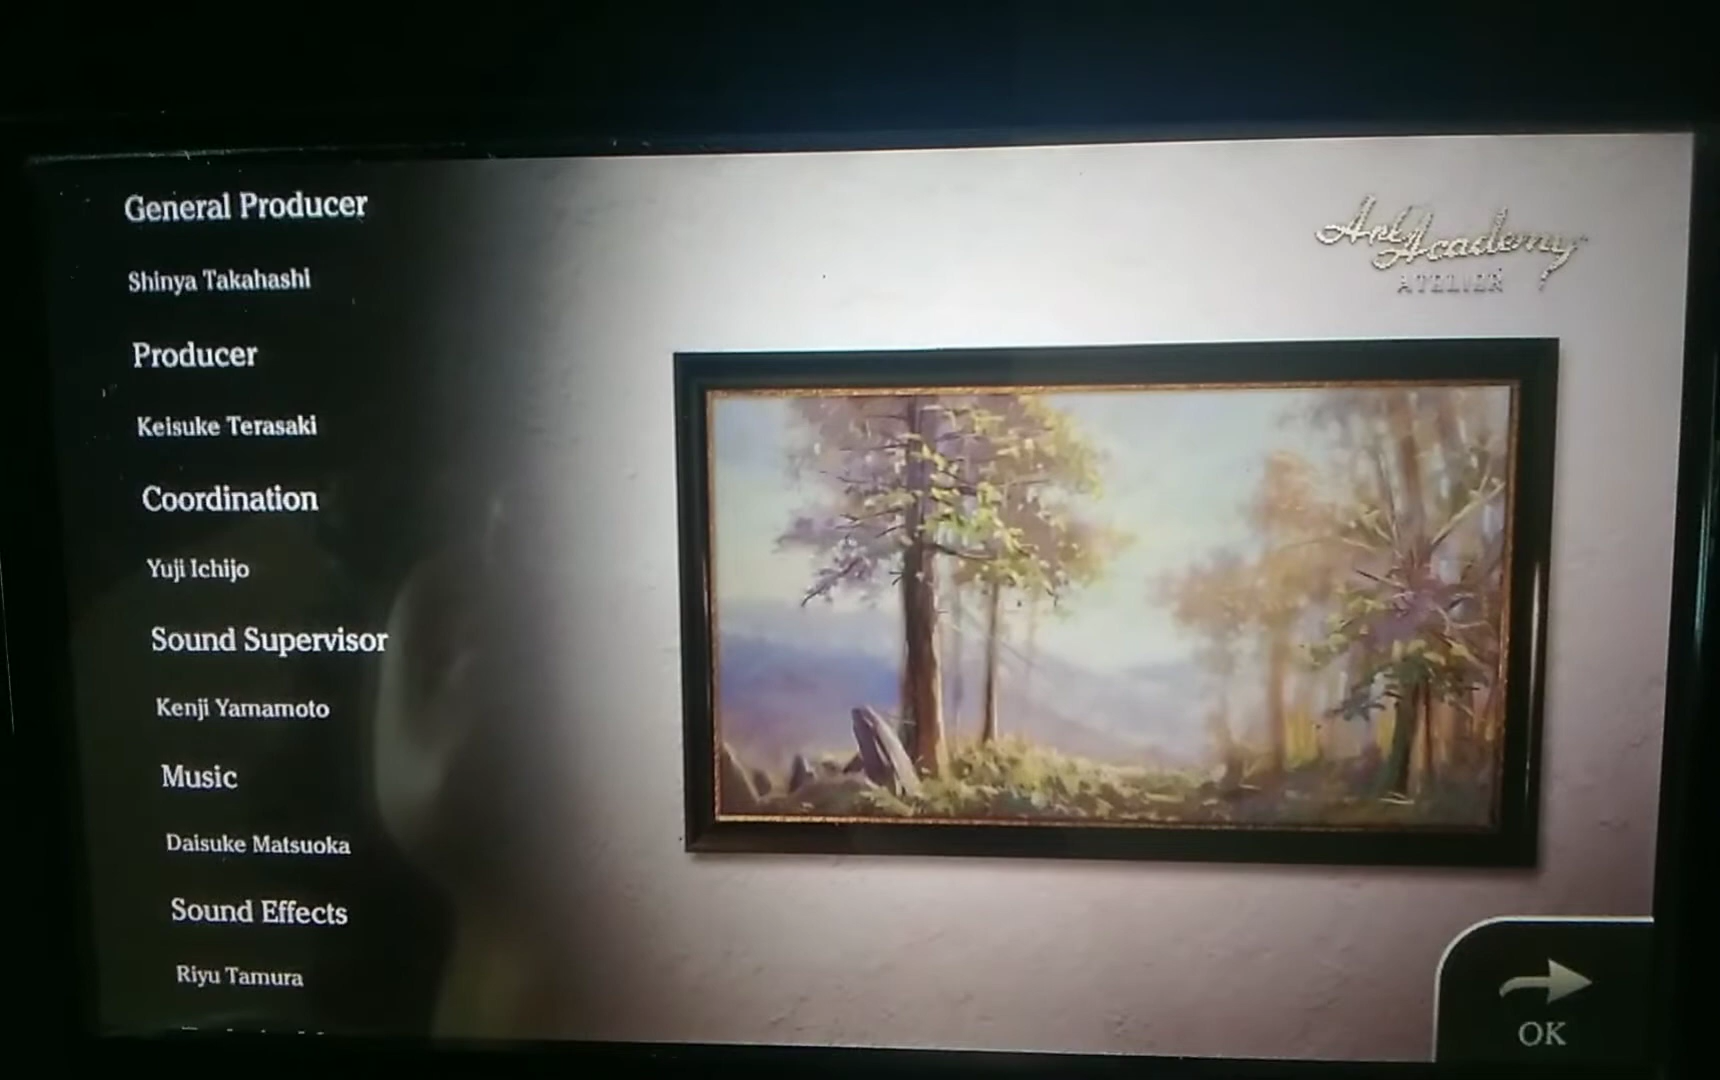 General Producer
Shinya Takahashi
Producer
Keisuke Terasaki
Coordination
Yuji Ichijo
Sound Supervisor
Kenji Yamamoto
Music
Daisuke Matsuoka
Sound Effects
Riyu Tamura
Art Academy
ATELIER
OK